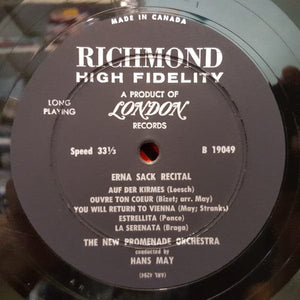 MADE IN CANADA
RICHMOND
HIGH FIDELITY
A PRODUCT OF
LONDON
RECORDS
LONG
PLAYING
Speed 33⅓
B 19049
ERNA SACK RECITAL
AUF DER KIRMES (Loesch)
OUVRE TON COEUR (Bizet; arr. May)
YOU WILL RETURN TO VIENNA (May; Stranks)
ESTRELLITA (Ponce)
LA SERENATA (Braga)
THE NEW PROMENADE ORCHESTRA
conducted by
HANS MAY